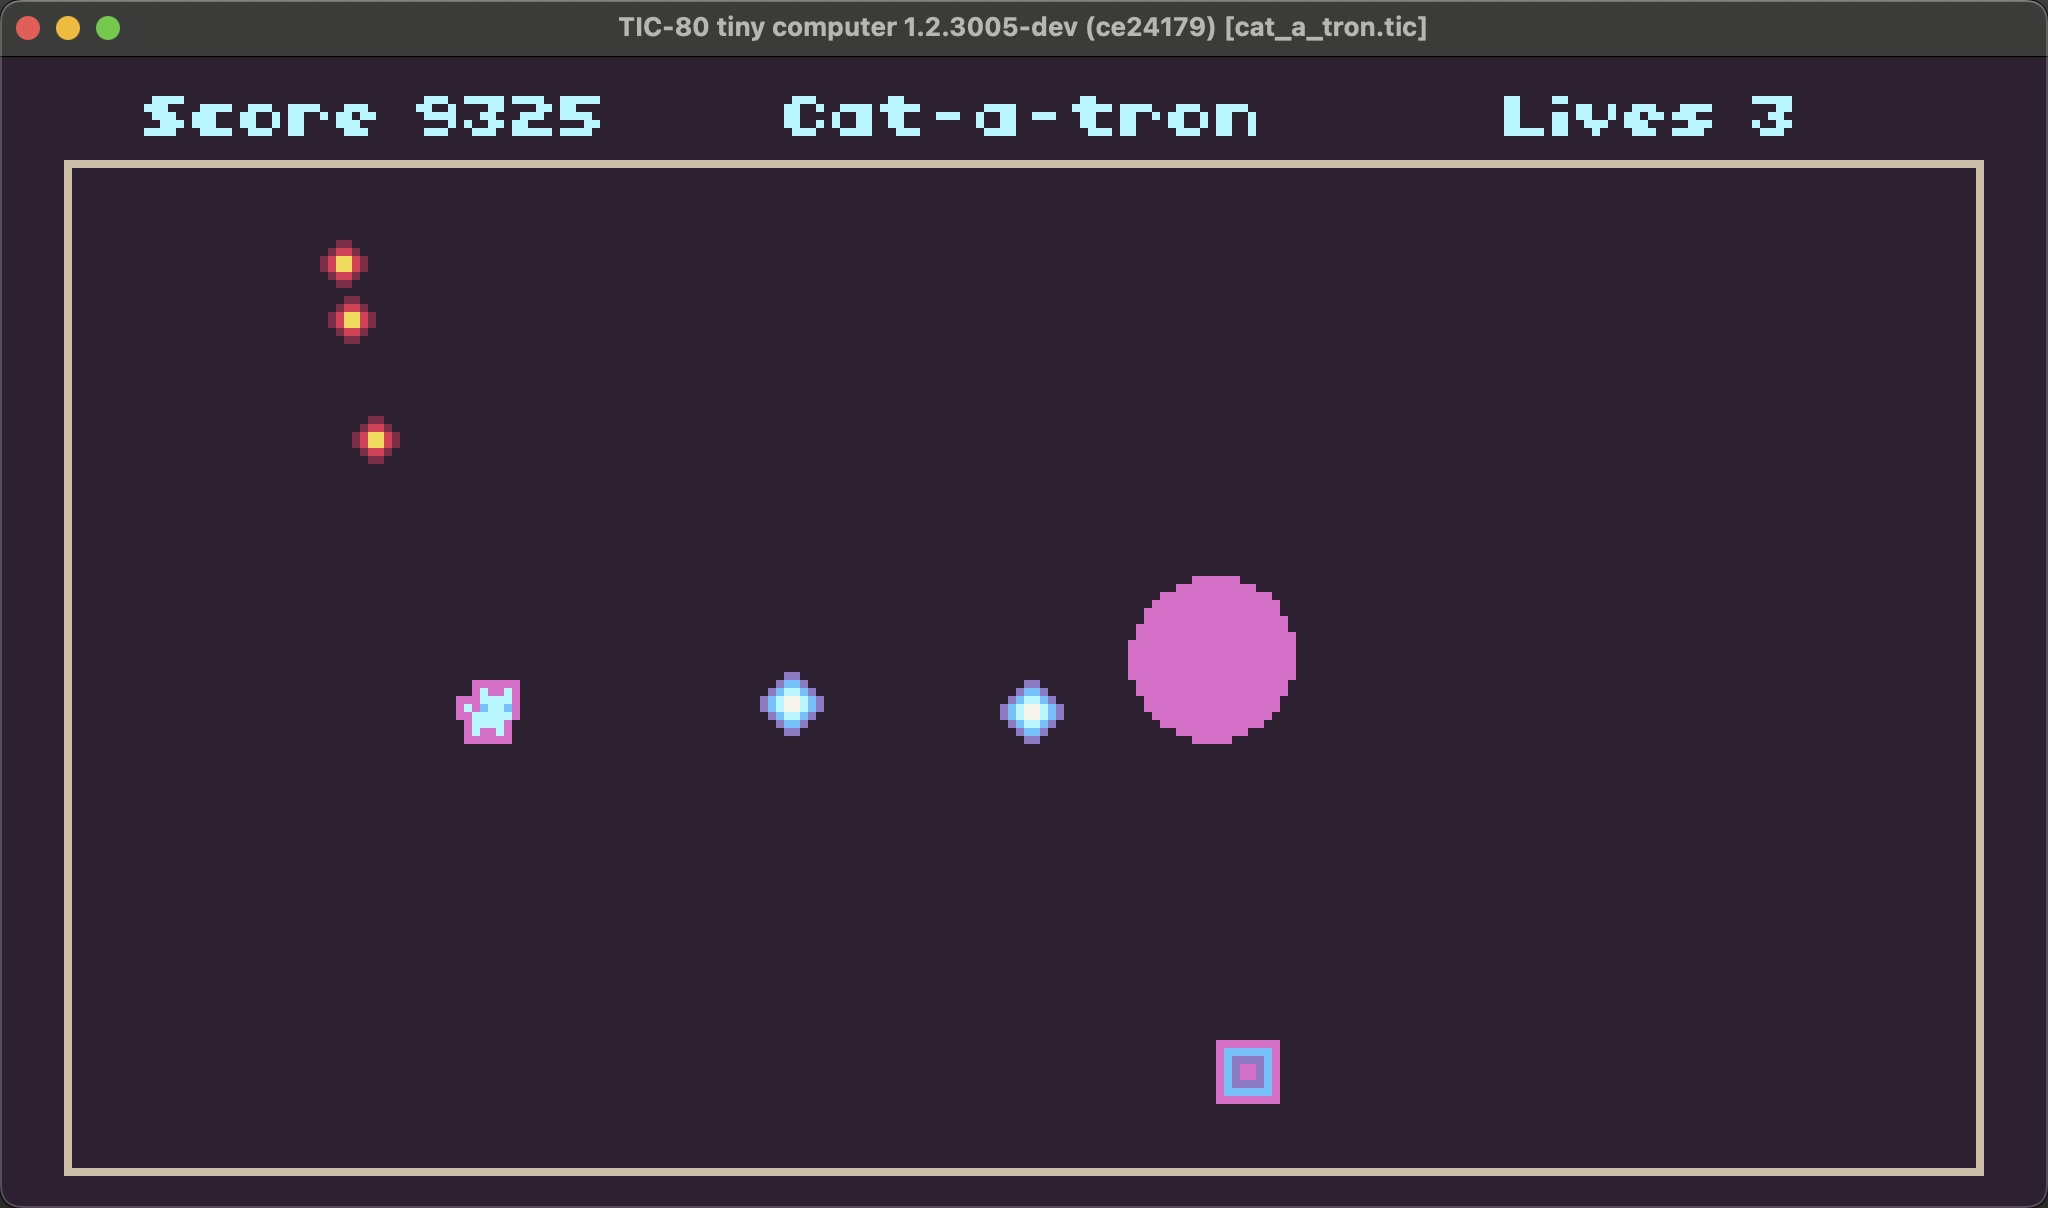 TIC-80 tiny computer 1.2.3005-dev (ce24179) [cat_a_tron.tic]
Score 9325 Cat-a-tron Lives 3